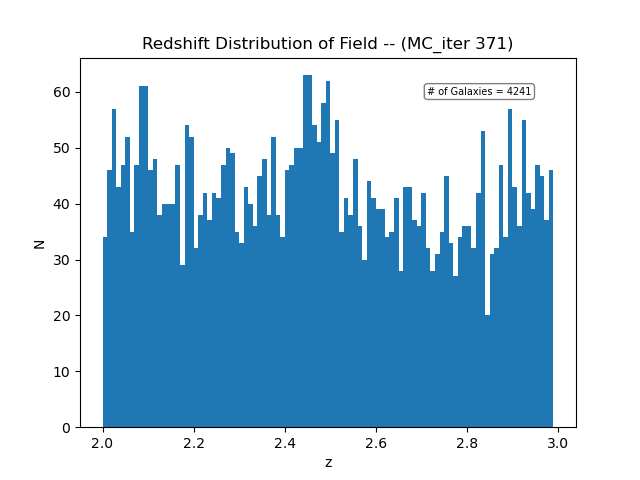 Redshift Distribution of Field -- (MC_iter 371)
# of Galaxies = 4241
60
50
40
30
20
10
0
N
2.0 2.2 2.4 2.6 2.8 3.0
z